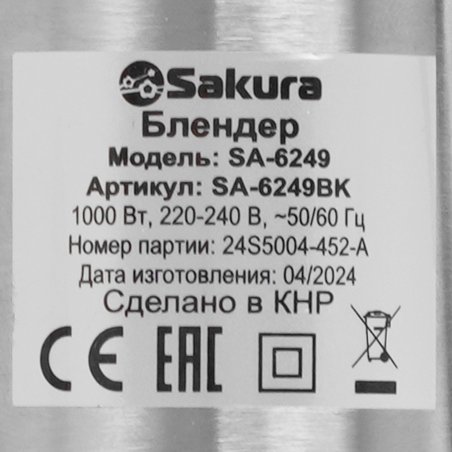 Sakura
Блендер
Модель: SA-6249
Артикул: SA-6249BK
1000 Вт, 220-240 В, ~50/60 Гц
Номер партии: 24S5004-452-A
Дата изготовления: 04/2024
Сделано в КНР
CE EAC